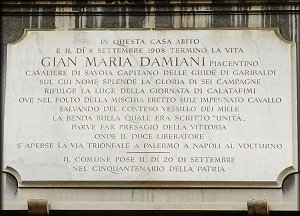 IN QUESTA CASA ABITÒ
E IL DÌ 8 SETTEMBRE 1908 TERMINÒ LA VITA
GIAN MARIA DAMIANI PIACENTINO
CAVALIERE DI SAVOIA CAPITANO DELLE GUIDE DI GARIBALDI
SUL CUI NOME SPLENDE LA GLORIA DI SEI CAMPAGNE
RIFULGE LA LUCE DELLA GIORNATA DI CALATAFIMI
OVE NEL FOLTO DELLA MISCHIA ERETTO SULL'IMPENNATO CAVALLO
SALVANDO DEL CONTESO VESSILLO DEI MILLE
LA BENDA SULLA QUALE ERA SCRITTO "UNITÀ„
PARVE FAR PRESAGIO DELLA VITTORIA
ONDE IL DUCE LIBERATORE
S'APERSE LA VIA TRIONFALE A PALERMO A NAPOLI AL VOLTURNO
IL COMUNE POSE IL DÌ 20 DI SETTEMBRE
NEL CINQUANTENARIO DELLA PATRIA